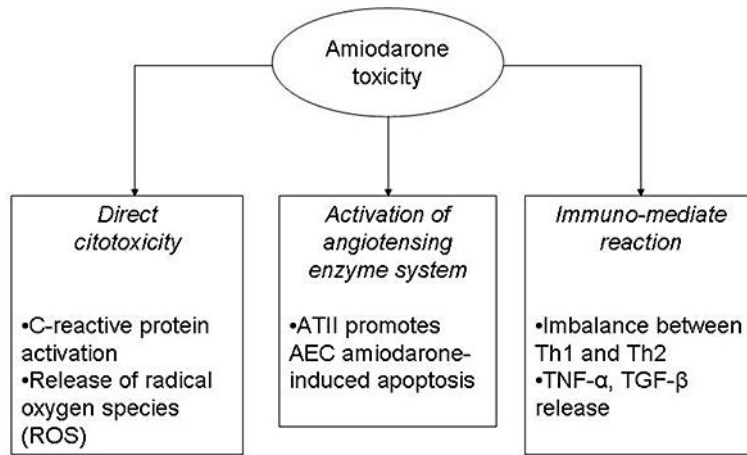 Amiodarone
toxicity
Direct
citotoxicity
•C-reactive protein
activation
•Release of radical
oxygen species
(ROS)
Activation of
angiotensing
enzyme system
•ATII promotes
AEC amiodarone-
induced apoptosis
Immuno-mediate
reaction
•Imbalance between
Th1 and Th2
•TNF-α, TGF-β
release